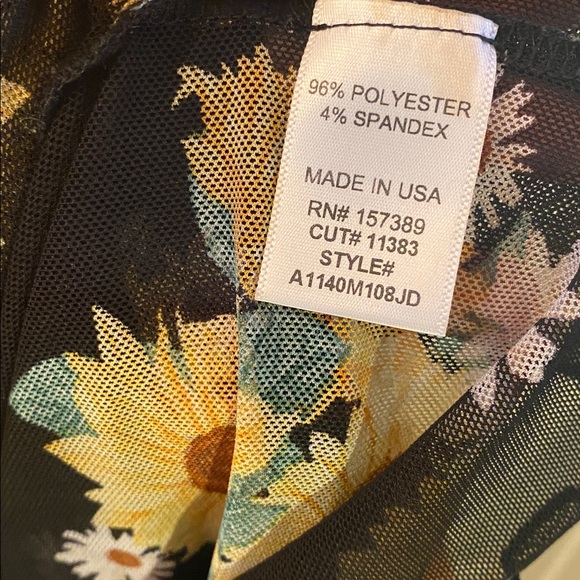 96% POLYESTER
4% SPANDEX
MADE IN USA
RN# 157389
CUT# 11383
STYLE#
A1140M108JD